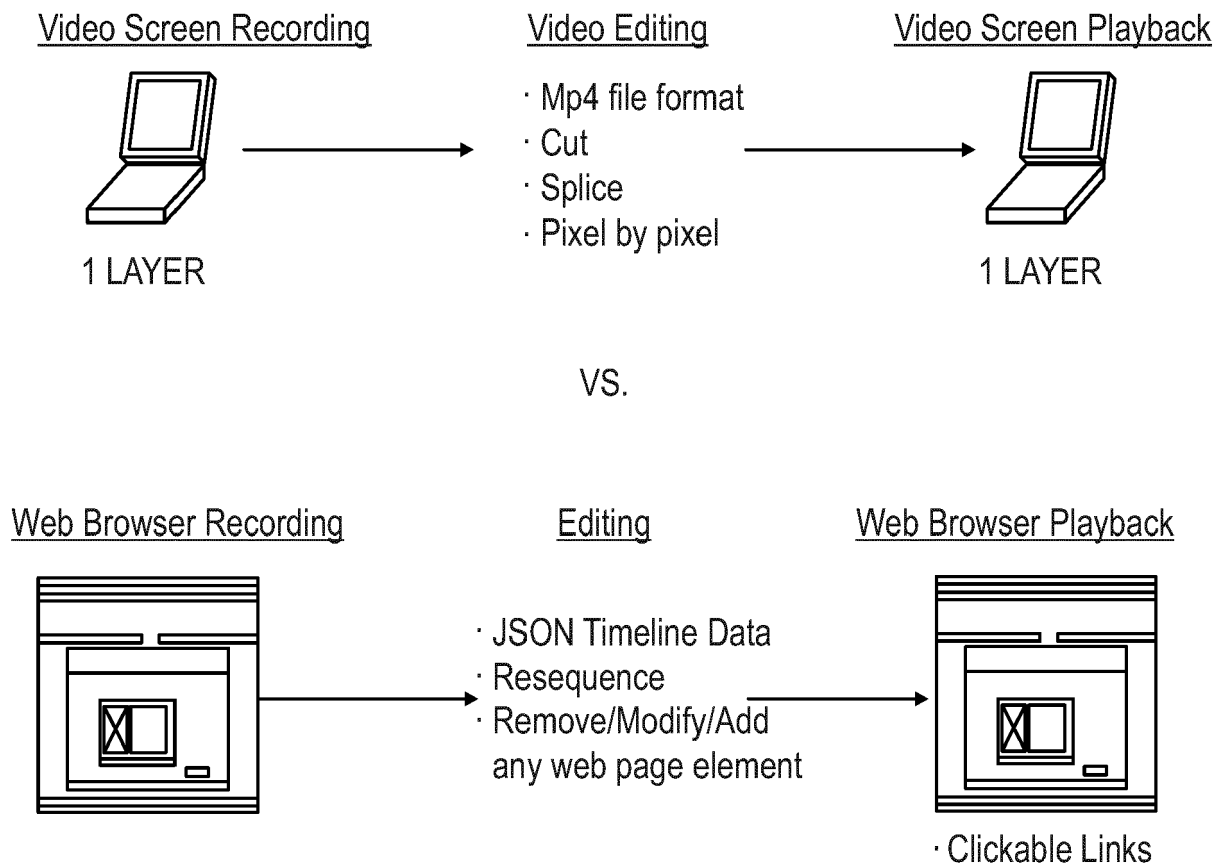 Video Screen Recording
Video Editing
Video Screen Playback
· Mp4 file format
· Cut
· Splice
· Pixel by pixel
1 LAYER
1 LAYER
VS.
Web Browser Recording
Editing
Web Browser Playback
· JSON Timeline Data
· Resequence
· Remove/Modify/Add
any web page element
· Clickable Links